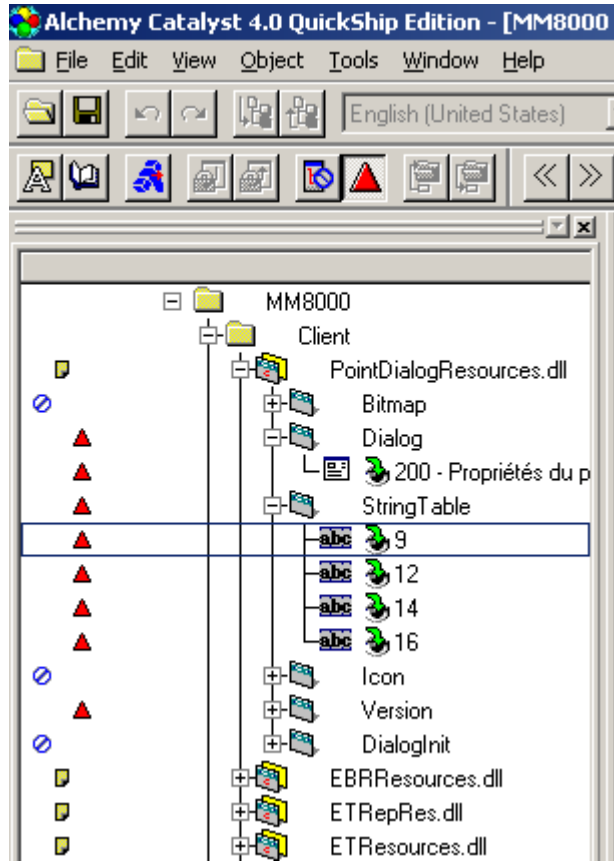 Alchemy Catalyst 4.0 QuickShip Edition - [MM8000
File Edit View Object Tools Window Help
English (United States)
MM8000
Client
PointDialogResources.dll
Bitmap
Dialog
200 - Propriétés du p
StringTable
abc 9
abc 12
abc 14
abc 16
Icon
Version
DialogInit
EBRResources.dll
ETRepRes.dll
ETResources.dll